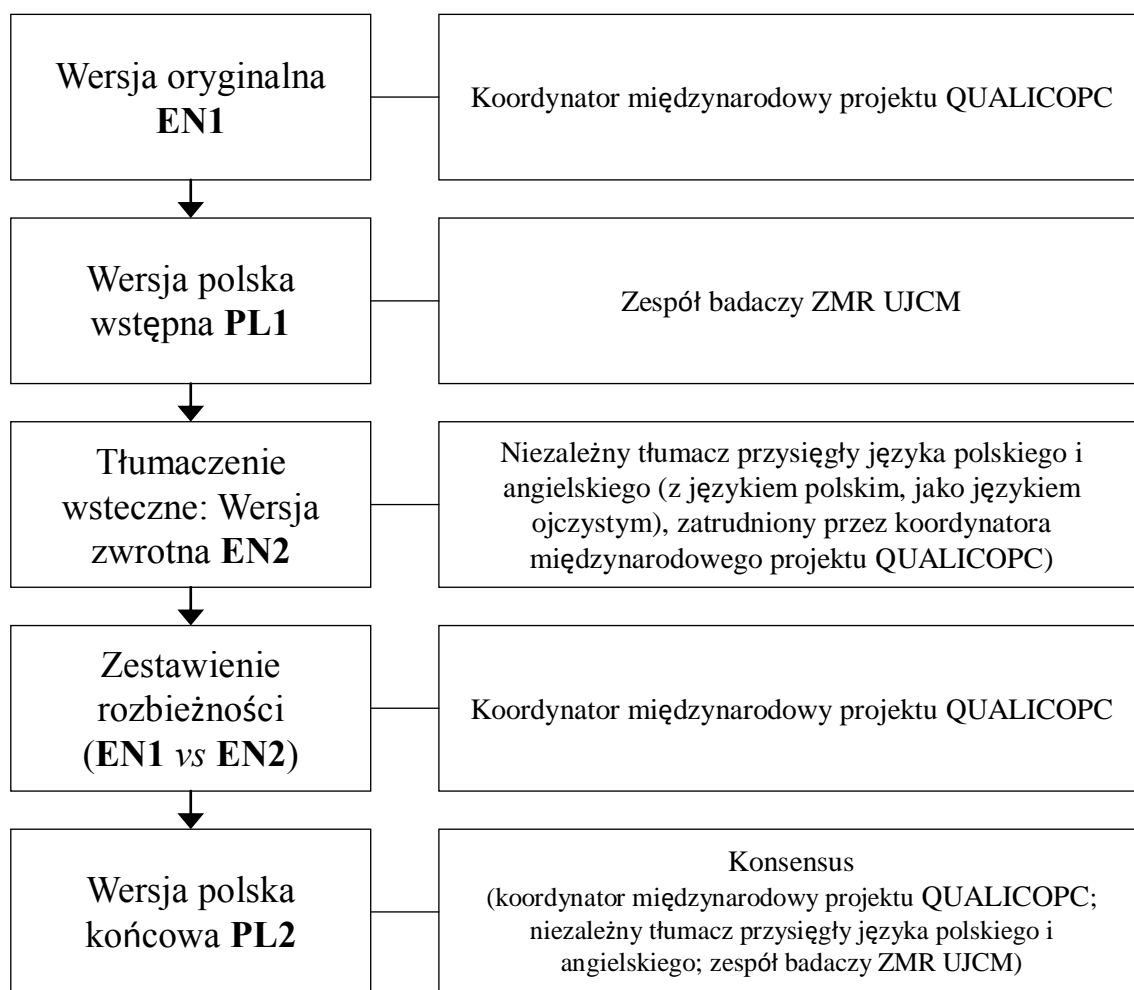 Wersja oryginalna
EN1
Koordynator międzynarodowy projektu QUALICOPC
Wersja polska
wstępna PL1
Zespół badaczy ZMR UJCM
Tłumaczenie
wsteczne: Wersja
zwrotna EN2
Niezależny tłumacz przysięgły języka polskiego i
angielskiego (z językiem polskim, jako językiem
ojczystym), zatrudniony przez koordynatora
międzynarodowego projektu QUALICOPC)
Zestawienie
rozbieżności
(EN1 vs EN2)
Koordynator międzynarodowy projektu QUALICOPC
Wersja polska
końcowa PL2
Konsensus
(koordynator międzynarodowy projektu QUALICOPC;
niezależny tłumacz przysięgły języka polskiego i
angielskiego; zespół badaczy ZMR UJCM)